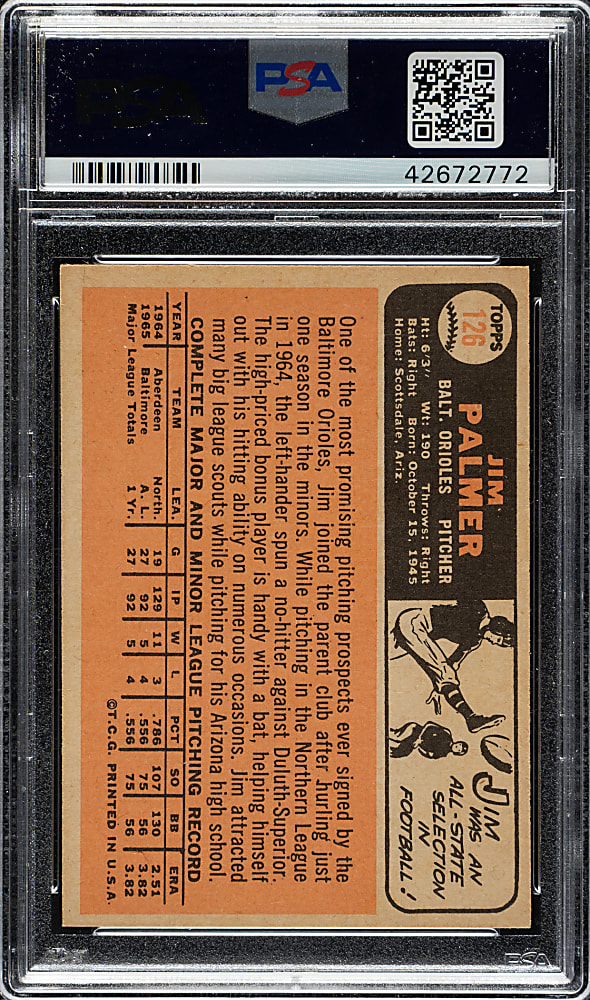 PSA
PSA
42672772
TOPPS
126
JIM
PALMER
BALT. ORIOLES PITCHER
Ht: 6'3" Wt: 190 Throws: Right
Bats: Right Born: October 15, 1945
Home: Scottsdale, Ariz.
JIM
WAS AN
ALL-STATE
SELECTION
IN
FOOTBALL!
One of the most promising pitching prospects ever signed by the
Baltimore Orioles, Jim joined the parent club after hurling just
one season in the minors. While pitching in the Northern League
in 1964, the left-hander spun a no-hitter against Duluth-Superior.
The high-priced bonus player is handy with a bat, helping himself
out with his hitting ability on numerous occasions. Jim attracted
many big league scouts while pitching for his Arizona high school.
COMPLETE MAJOR AND MINOR LEAGUE PITCHING RECORD
YEAR TEAM LEA. G IP W L PCT SO BB ERA
1964 Aberdeen North. 19 129 11 3 .786 107 130 2.51
1965 Baltimore A. L. 27 92 5 4 .556 75 56 3.82
Major League Totals 1 Yr. 27 92 5 4 .556 75 56 3.82
©T.C.G. PRINTED IN U.S.A.
PSA